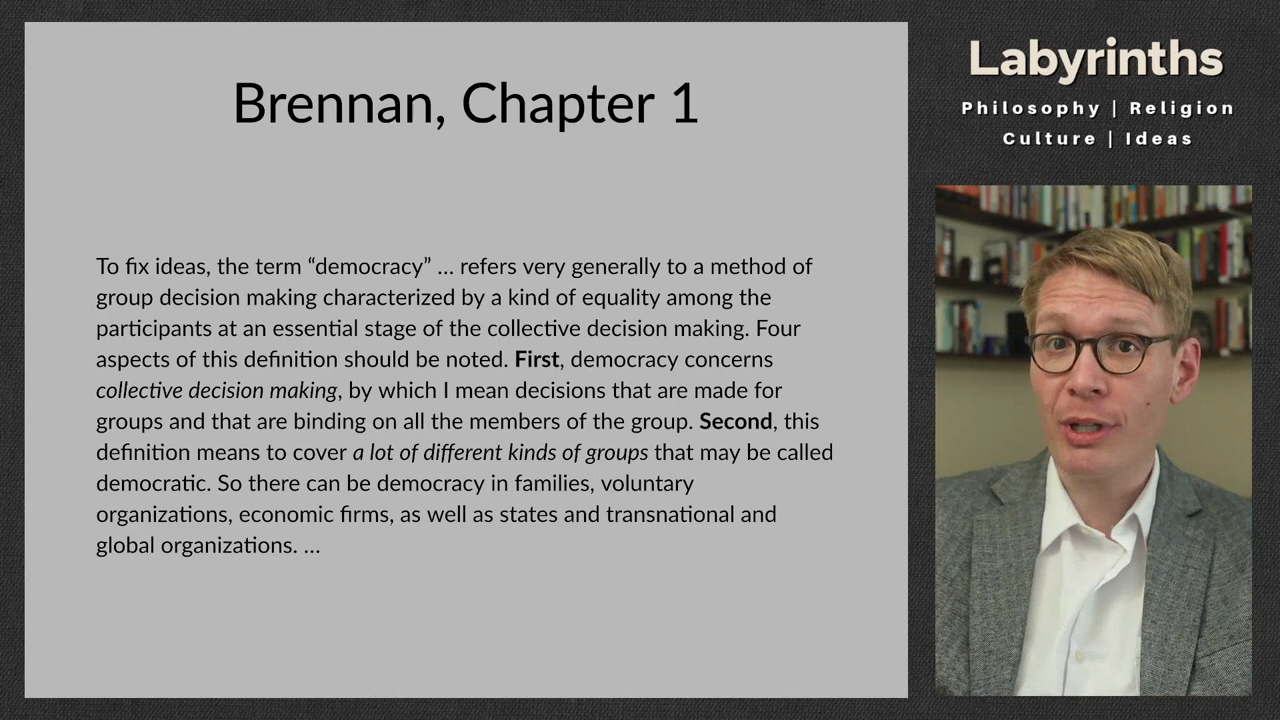 Brennan, Chapter 1
To fix ideas, the term “democracy” ... refers very generally to a method of
group decision making characterized by a kind of equality among the
participants at an essential stage of the collective decision making. Four
aspects of this definition should be noted. First, democracy concerns
collective decision making, by which I mean decisions that are made for
groups and that are binding on all the members of the group. Second, this
definition means to cover a lot of different kinds of groups that may be called
democratic. So there can be democracy in families, voluntary
organizations, economic firms, as well as states and transnational and
global organizations. ...
Labyrinths
Philosophy | Religion
Culture | Ideas